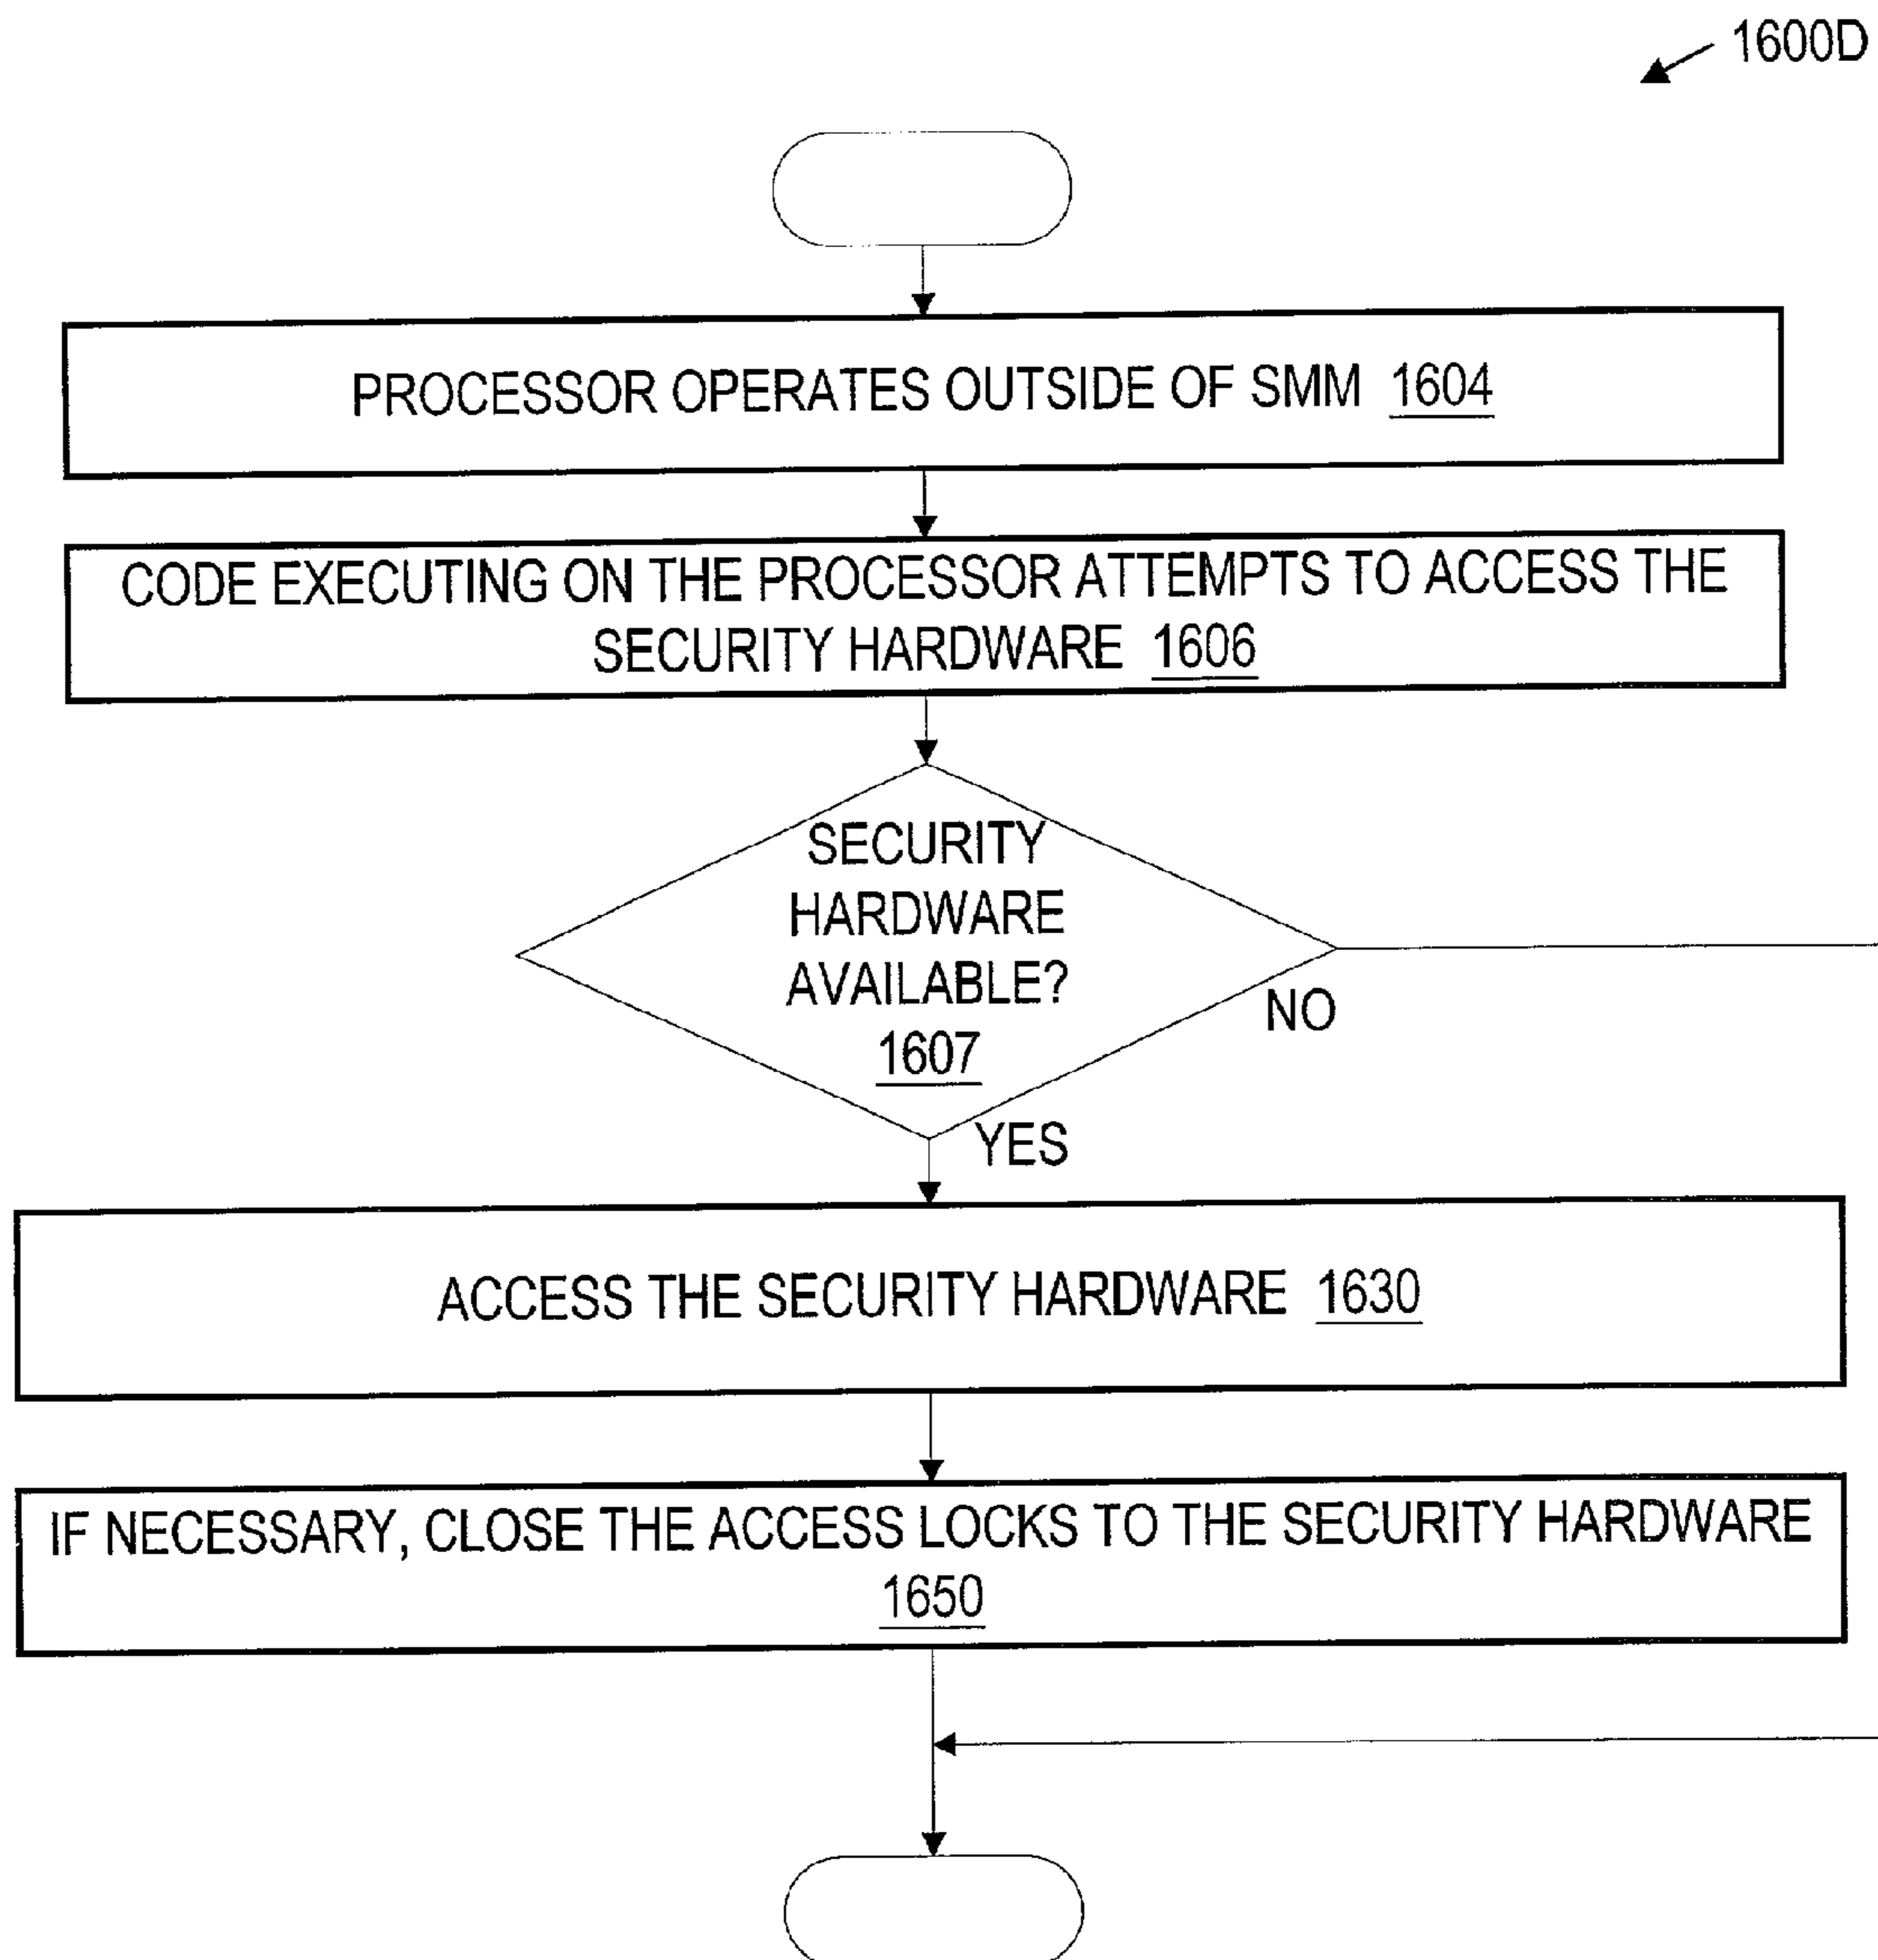 1600D
PROCESSOR OPERATES OUTSIDE OF SMM 1604
CODE EXECUTING ON THE PROCESSOR ATTEMPTS TO ACCESS THE
SECURITY HARDWARE 1606
SECURITY
HARDWARE
AVAILABLE?
1607
NO
YES
ACCESS THE SECURITY HARDWARE 1630
IF NECESSARY, CLOSE THE ACCESS LOCKS TO THE SECURITY HARDWARE
1650